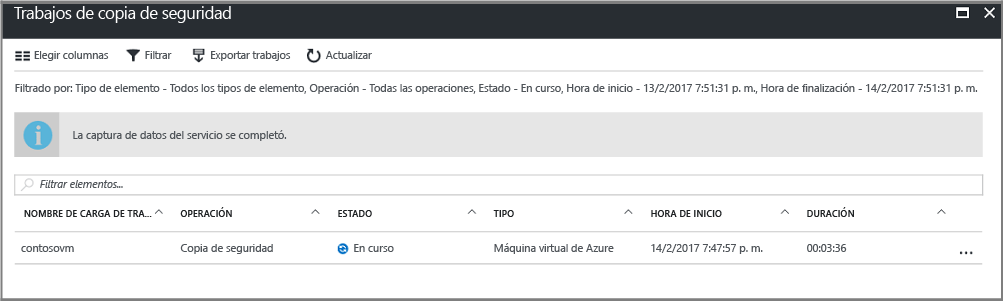 Trabajos de copia de seguridad
Elegir columnas Filtrar Exportar trabajos Actualizar
Filtrado por: Tipo de elemento - Todos los tipos de elemento, Operación - Todas las operaciones, Estado - En curso, Hora de inicio - 13/2/2017 7:51:31 p. m., Hora de finalización - 14/2/2017 7:51:31 p. m.
La captura de datos del servicio se completó.
Filtrar elementos...
NOMBRE DE CARGA DE TRA... OPERACIÓN ESTADO TIPO HORA DE INICIO DURACIÓN
contosovm Copia de seguridad En curso Máquina virtual de Azure 14/2/2017 7:47:57 p. m. 00:03:36 ...